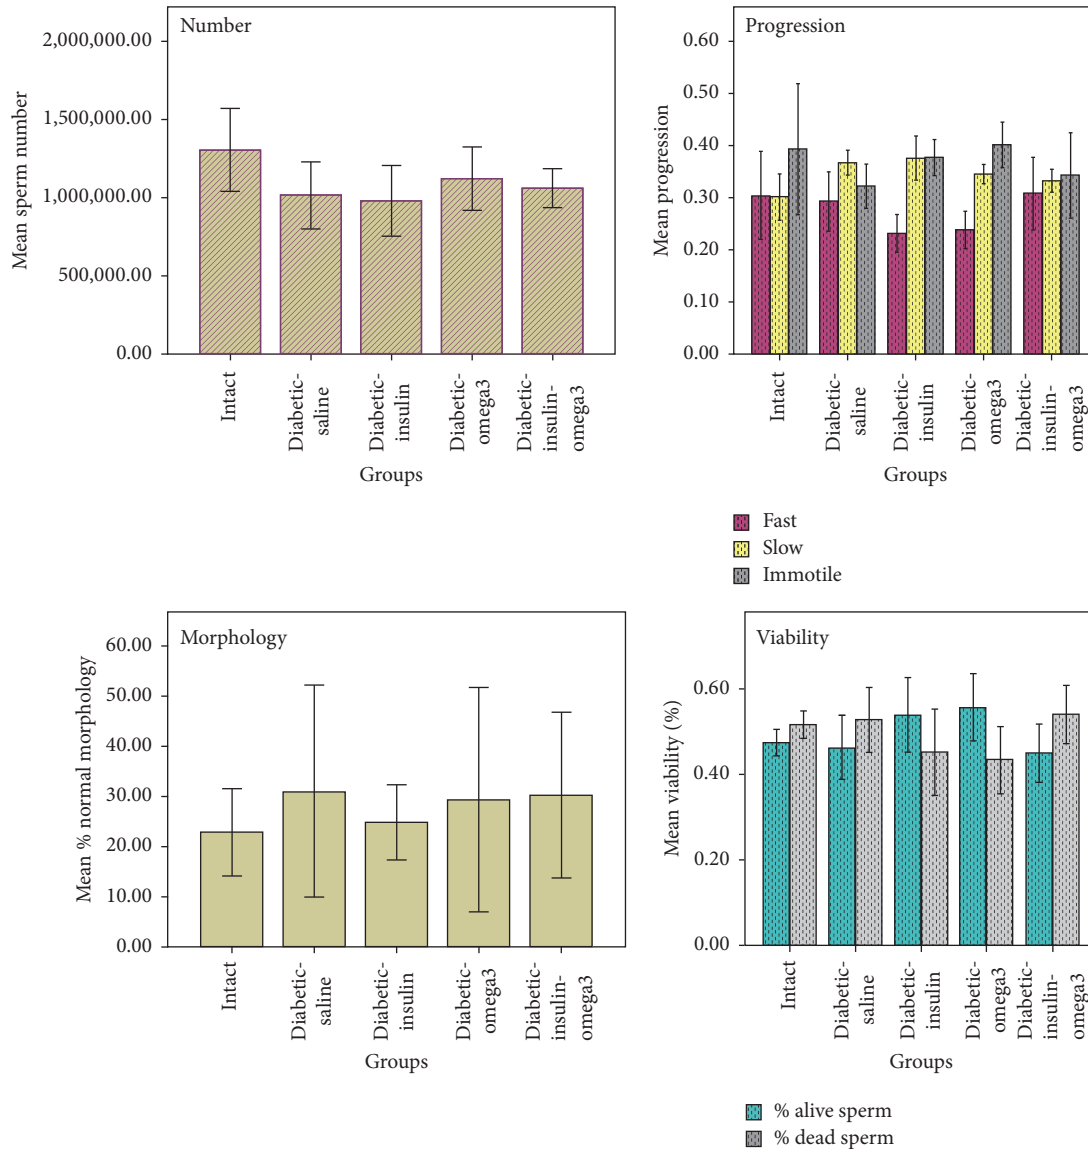 Number
Mean sperm number
2,000,000.00
1,500,000.00
1,000,000.00
500,000.00
0.00
Intact
Diabetic-
saline
Diabetic-
insulin
Diabetic-
omega3
Diabetic-
insulin-
omega3
Groups
Progression
Mean progression
0.60
0.50
0.40
0.30
0.20
0.10
0.00
Intact
Diabetic-
saline
Diabetic-
insulin
Diabetic-
omega3
Diabetic-
insulin-
omega3
Groups
Fast
Slow
Immotile
Morphology
Mean % normal morphology
60.00
50.00
40.00
30.00
20.00
10.00
0.00
Intact
Diabetic-
saline
Diabetic-
insulin
Diabetic-
omega3
Diabetic-
insulin-
omega3
Groups
Viability
Mean viability (%)
0.60
0.40
0.20
0.00
Intact
Diabetic-
saline
Diabetic-
insulin
Diabetic-
omega3
Diabetic-
insulin-
omega3
Groups
% alive sperm
% dead sperm